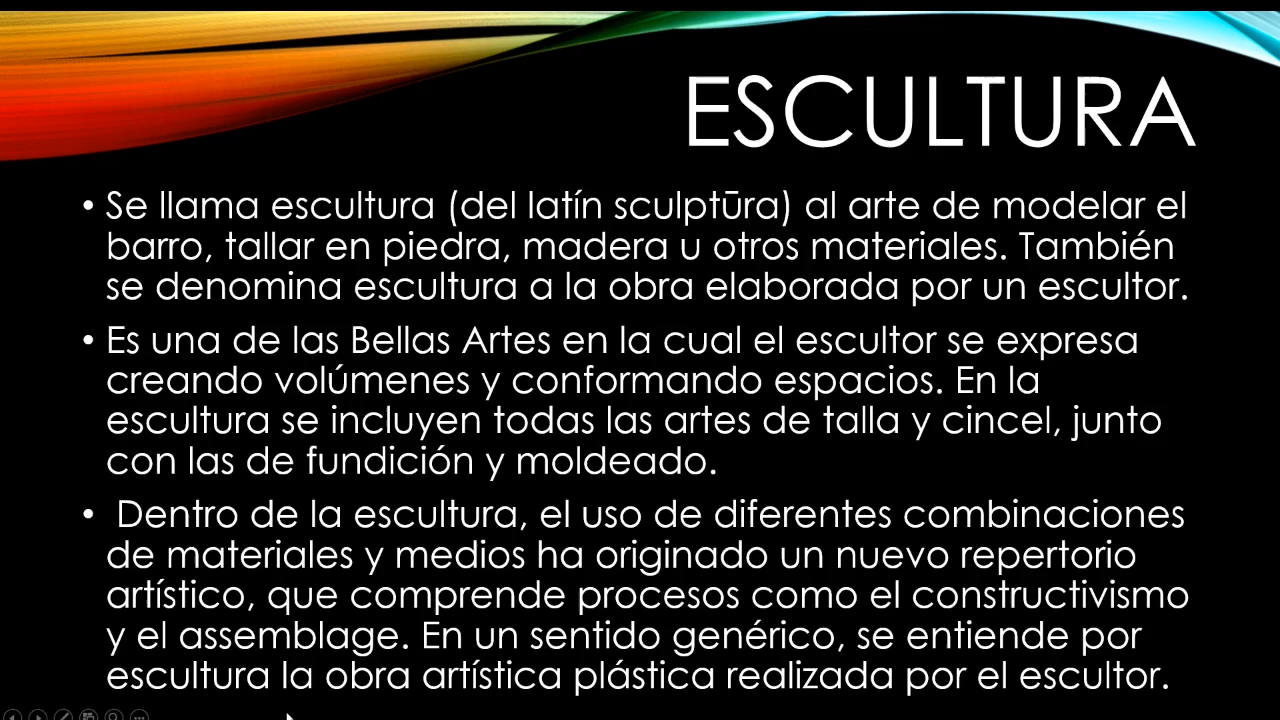 ESCULTURA
• Se llama escultura (del latín sculptūra) al arte de modelar el
barro, tallar en piedra, madera u otros materiales. También
se denomina escultura a la obra elaborada por un escultor.
• Es una de las Bellas Artes en la cual el escultor se expresa
creando volúmenes y conformando espacios. En la
escultura se incluyen todas las artes de talla y cincel, junto
con las de fundición y moldeado.
• Dentro de la escultura, el uso de diferentes combinaciones
de materiales y medios ha originado un nuevo repertorio
artístico, que comprende procesos como el constructivismo
y el assemblage. En un sentido genérico, se entiende por
escultura la obra artística plástica realizada por el escultor.